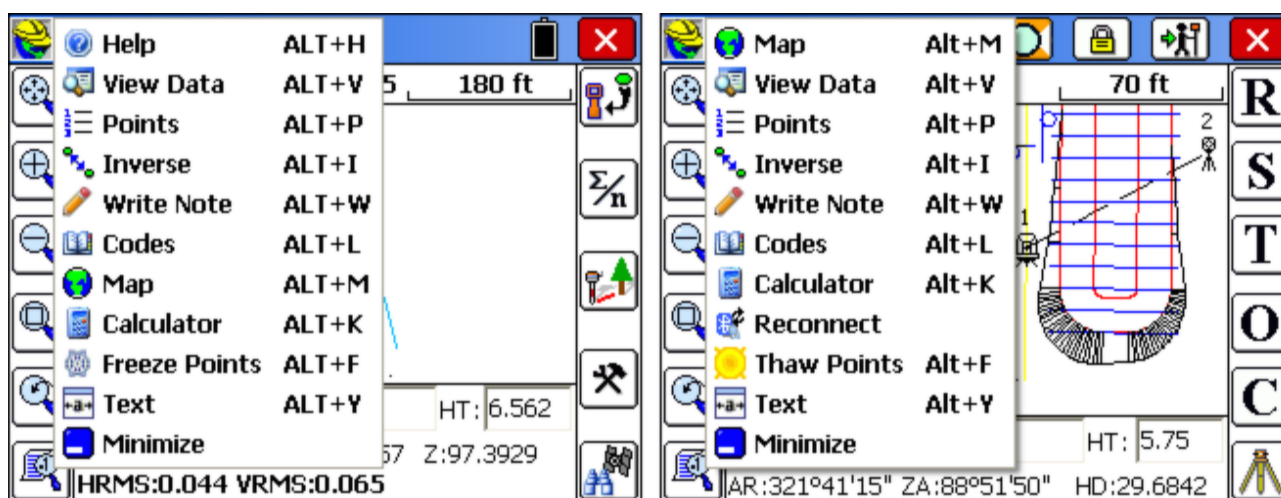 Help ALT+H
View Data ALT+V
Points ALT+P
Inverse ALT+I
Write Note ALT+W
Codes ALT+L
Map ALT+M
Calculator ALT+K
Freeze Points ALT+F
Text ALT+Y
Minimize
5 180 ft
Σ/n
HT: 6.562
57 Z:97.3929
HRMS:0.044 VRMS:0.065
Map Alt+M
View Data Alt+V
Points Alt+P
Inverse Alt+I
Write Note Alt+W
Codes Alt+L
Calculator Alt+K
Reconnect
Thaw Points Alt+F
Text Alt+Y
Minimize
70 ft
2
1
R
S
T
O
C
HT: 5.75
AR:321°41'15" ZA:88°51'50" HD:29.6842